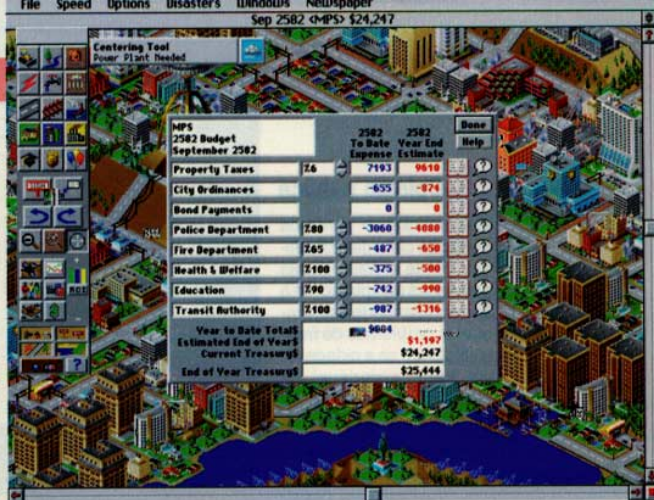 File Speed Options Disasters Windows Newspaper
Sep 2582 <MPS> $24,247
Centering Tool
Power Plant Needed
MPS
2582 Budget
September 2582
2582 To Date Expense
2582 Year End Estimate
Done
Help
Property Taxes %6 7193 9610 ?
City Ordinances -655 -874 ?
Bond Payments 0 0 ?
Police Department %80 -3060 -4080 ?
Fire Department %65 -487 -650 ?
Health & Welfare %100 -375 -500 ?
Education %90 -742 -990 ?
Transit Authority %100 -987 -1316 ?
Year to Date Total$
Estimated End of Year$ $1,197
Current Treasury$ $24,247
End of Year Treasury$ $25,444
RCI
?